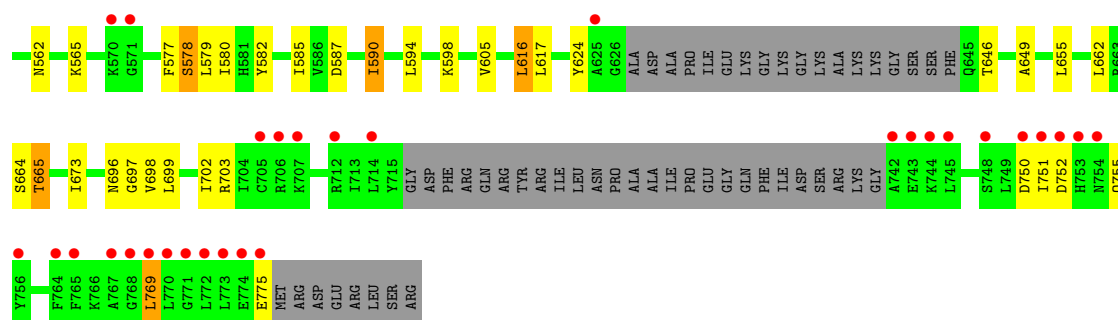 N562 K565 K570 G571 F577 S578 L579 I580 H581 Y582 I585 V586 D587 I590 L594 K598 V605 L616 L617 Y624 A625 G626 ALA ASP ALA PRO ILE GLU LYS GLY LYS GLY LYS ALA LYS LYS GLY SER SER PHE Q645 T646 A649 L655 L662 R663
S664 T665 I673 N696 G697 V698 L699 I702 R703 I704 C705 R706 K707 R712 I713 L714 Y715 GLY ASP PHE ARG GLN ARG TYR ARG ILE LEU ASN PRO ALA ALA ILE PRO GLU GLY GLN PHE ILE ASP SER ARG LYS GLY A742 E743 K744 L745 S748 L749 D750 I751 D752 H753 N754 Q755
Y756 F764 F765 K766 A767 G768 L769 L770 G771 L772 L773 E774 E775 MET ARG ASP GLU ARG LEU SER ARG